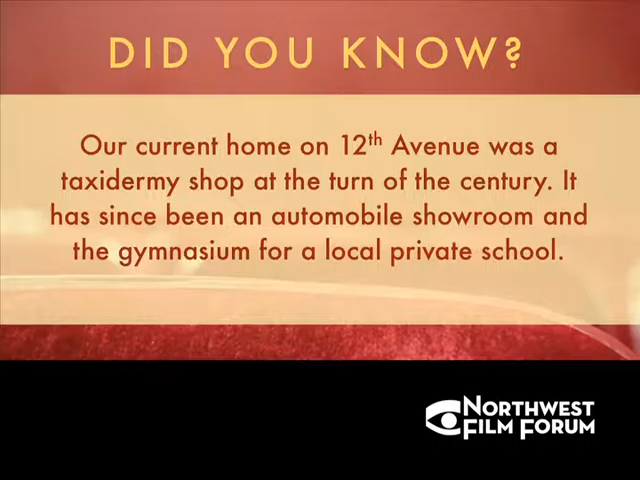 DID YOU KNOW?
Our current home on 12th Avenue was a
taxidermy shop at the turn of the century. It
has since been an automobile showroom and
the gymnasium for a local private school.
NORTHWEST
FILM FORUM